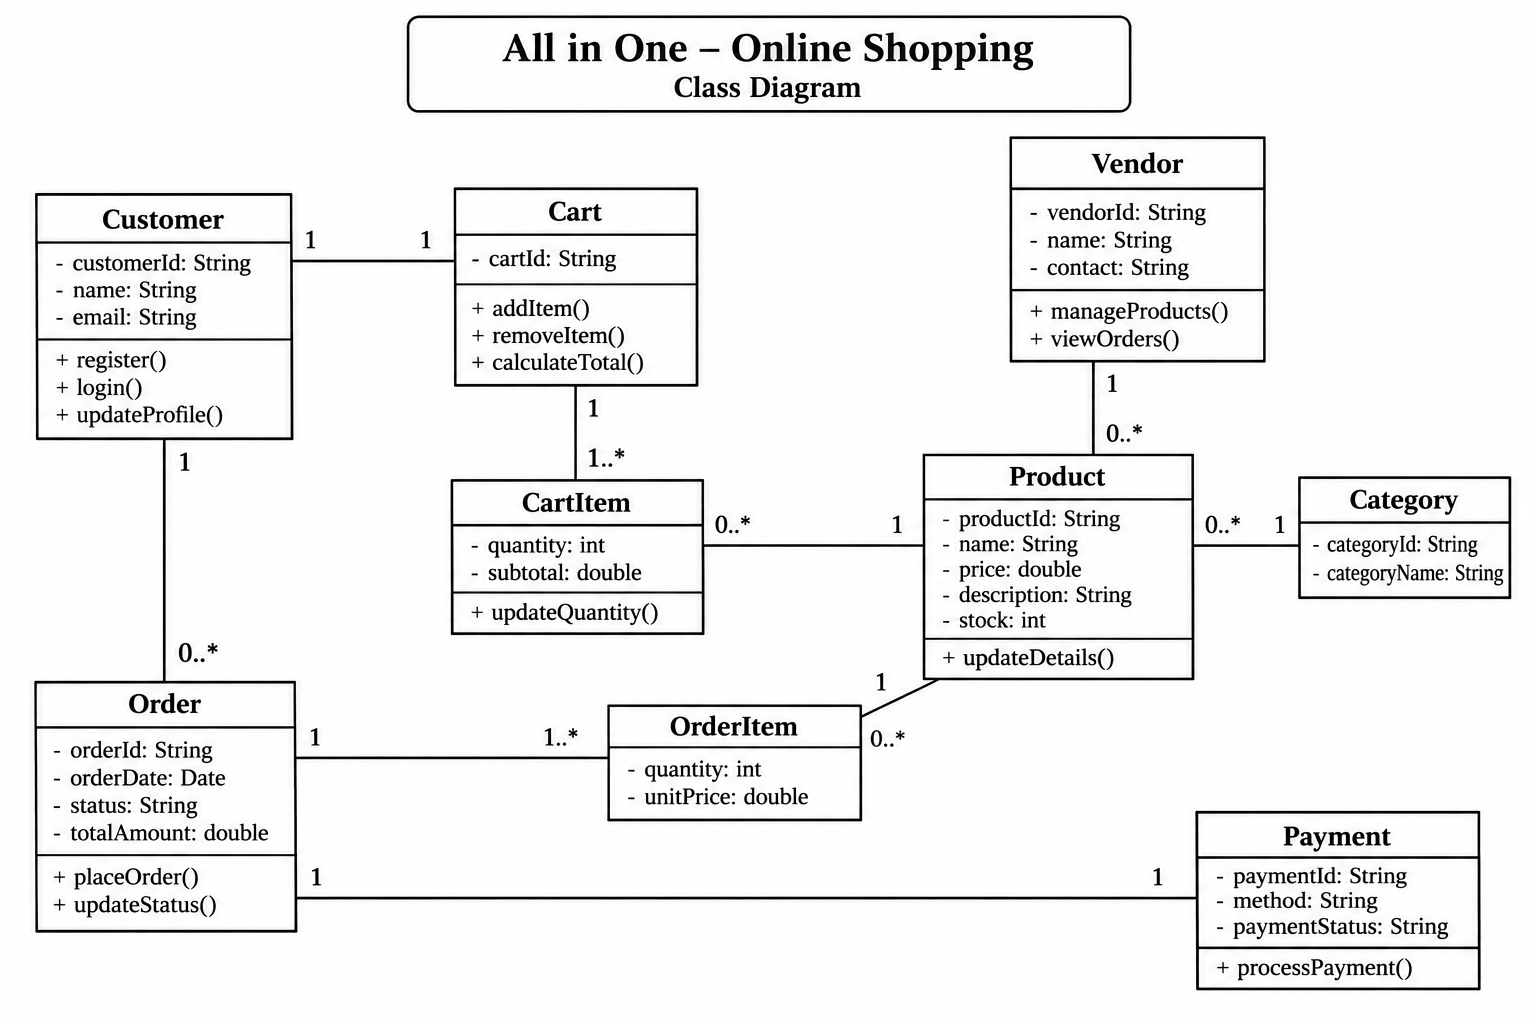 All in One – Online Shopping
Class Diagram
Customer
- customerId: String
- name: String
- email: String
+ register()
+ login()
+ updateProfile()
1
1
Cart
- cartId: String
+ addItem()
+ removeItem()
+ calculateTotal()
Vendor
- vendorId: String
- name: String
- contact: String
+ manageProducts()
+ viewOrders()
1
0..*
1
1..*
1
0..*
CartItem
- quantity: int
- subtotal: double
+ updateQuantity()
0..*
1
Product
- productId: String
- name: String
- price: double
- description: String
- stock: int
+ updateDetails()
0..*
1
Category
- categoryId: String
- categoryName: String
Order
- orderId: String
- orderDate: Date
- status: String
- totalAmount: double
+ placeOrder()
+ updateStatus()
1
1..*
OrderItem
- quantity: int
- unitPrice: double
1
0..*
1
1
Payment
- paymentId: String
- method: String
- paymentStatus: String
+ processPayment()